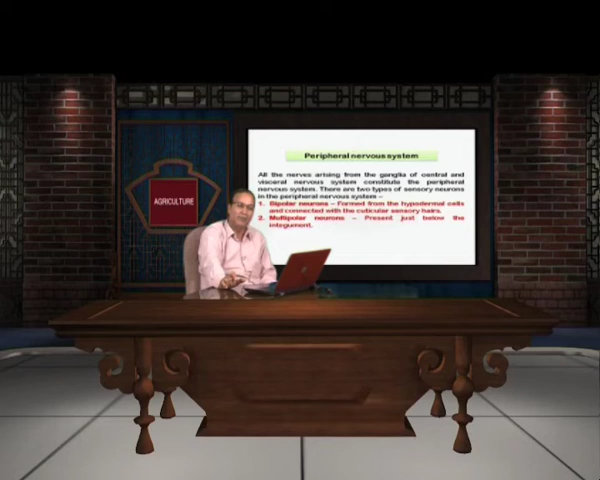 Peripheral nervous system
All the nerves arising from the ganglia of central and
visceral nervous system constitute the peripheral
nervous system. There are two types of sensory neurons
in the peripheral nervous system –
1. Bipolar neurons – Formed from the hypodermal cells
and connected with the cuticular sensory hairs.
2. Multipolar neurons – Present just below the
integument.
AGRICULTURE